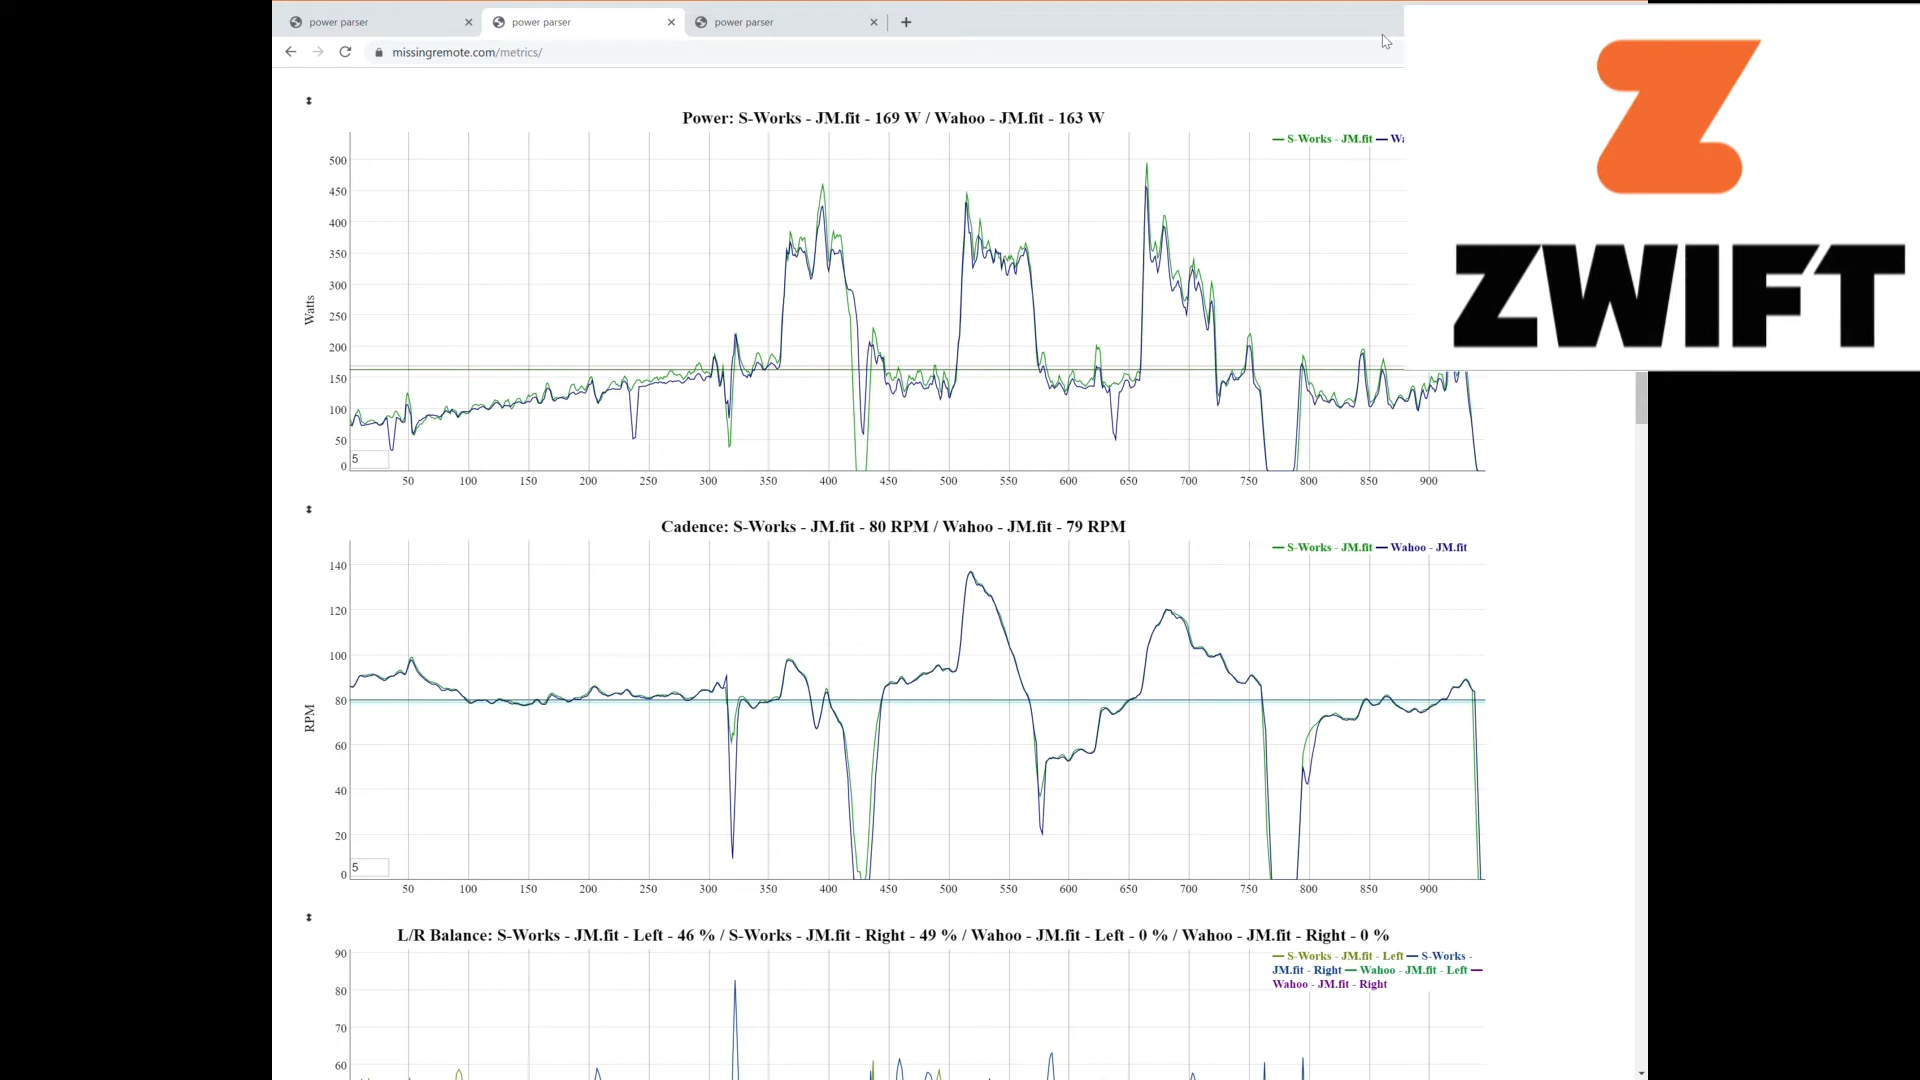 power parser
power parser
power parser
missingremote.com/metrics/
Power: S-Works - JM.fit - 169 W / Wahoo - JM.fit - 163 W
S-Works - JM.fit Wa
500
450
400
350
300
250
200
150
100
50
0
Watts
5
50 100 150 200 250 300 350 400 450 500 550 600 650 700 750 800 850 900
Cadence: S-Works - JM.fit - 80 RPM / Wahoo - JM.fit - 79 RPM
S-Works - JM.fit Wahoo - JM.fit
140
120
100
80
60
40
20
0
RPM
5
50 100 150 200 250 300 350 400 450 500 550 600 650 700 750 800 850 900
L/R Balance: S-Works - JM.fit - Left - 46 % / S-Works - JM.fit - Right - 49 % / Wahoo - JM.fit - Left - 0 % / Wahoo - JM.fit - Right - 0 %
S-Works - JM.fit - Left S-Works -
JM.fit - Right Wahoo - JM.fit - Left
Wahoo - JM.fit - Right
90
80
70
60
ZWIFT